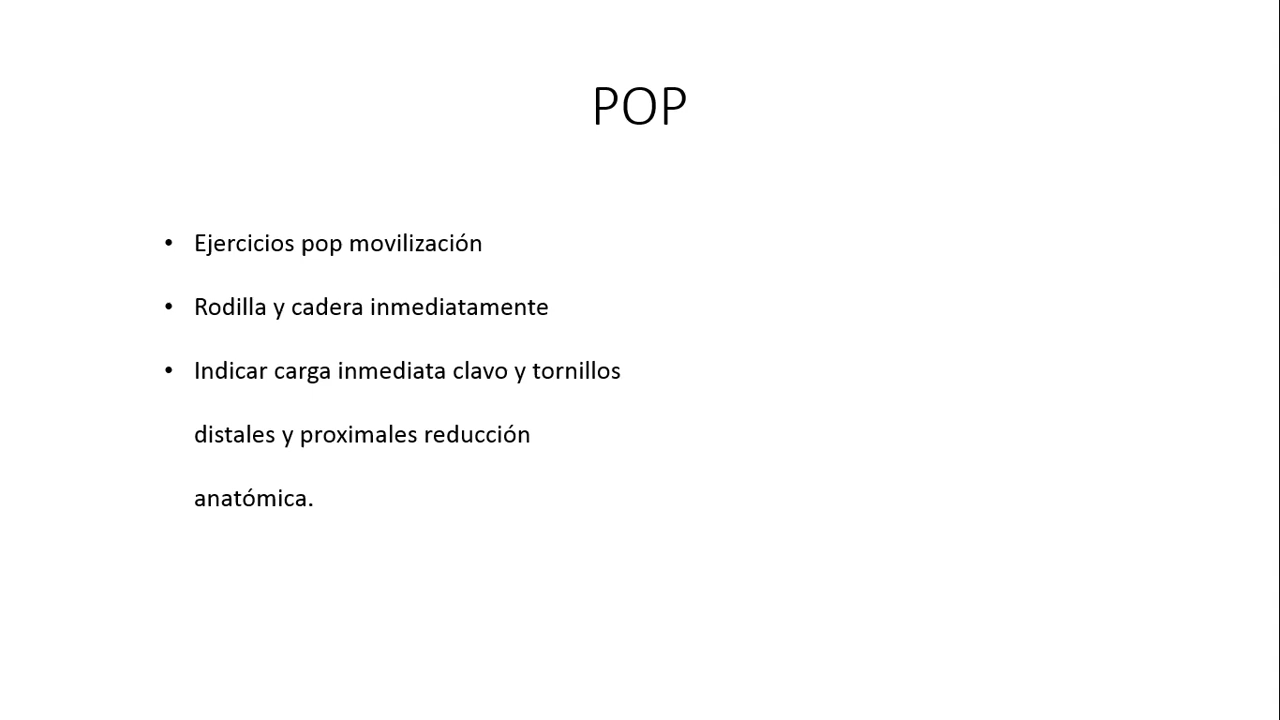 POP
• Ejercicios pop movilización
• Rodilla y cadera inmediatamente
• Indicar carga inmediata clavo y tornillos
distales y proximales reducción
anatómica.